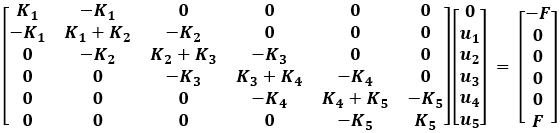 K₁ −K₁ 0 0 0 0 0 −F
−K₁ K₁ + K₂ −K₂ 0 0 0 u₁ 0
0 −K₂ K₂ + K₃ −K₃ 0 0 u₂ = 0
0 0 −K₃ K₃ + K₄ −K₄ 0 u₃ 0
0 0 0 −K₄ K₄ + K₅ −K₅ u₄ 0
0 0 0 0 −K₅ K₅ u₅ F